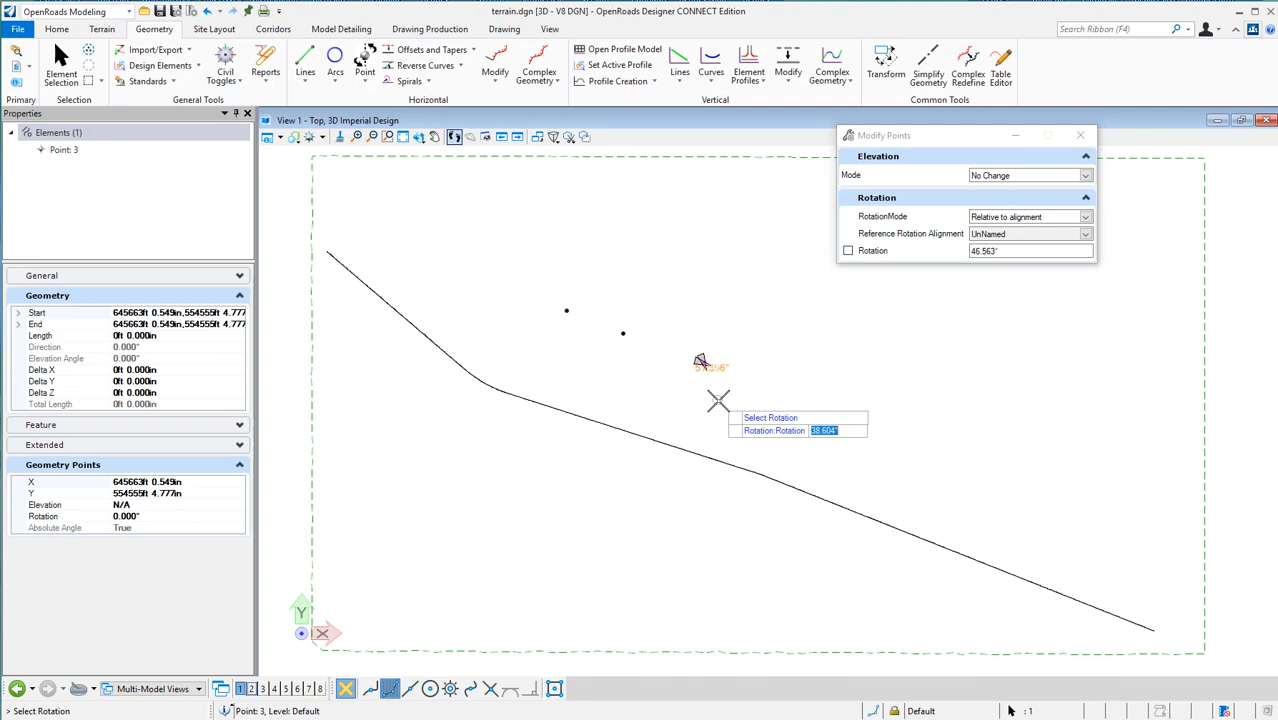 OpenRoads Modeling
terrain.dgn [3D - V8 DGN] - OpenRoads Designer CONNECT Edition
Search Ribbon (F4)
File
Home
Terrain
Geometry
Site Layout
Corridors
Model Detailing
Drawing Production
Drawing
View
Element
Selection
Primary
Selection
Import/Export
Design Elements
Standards
Civil
Toggles
Reports
General Tools
Lines
Arcs
Point
Offsets and Tapers
Reverse Curves
Spirals
Modify
Complex
Geometry
Horizontal
Open Profile Model
Set Active Profile
Profile Creation
Lines
Curves
Element
Profiles
Modify
Complex
Geometry
Vertical
Transform
Simplify
Geometry
Complex
Redefine
Table
Editor
Common Tools
Properties
Elements (1)
Point: 3
General
Geometry
Start 645663ft 0.549in,554555ft 4.777
End 645663ft 0.549in,554555ft 4.777
Length 0ft 0.000in
Direction 0.000°
Elevation Angle 0.000°
Delta X 0ft 0.000in
Delta Y 0ft 0.000in
Delta Z 0ft 0.000in
Total Length 0ft 0.000in
Feature
Extended
Geometry Points
X 645663ft 0.549in
Y 554555ft 4.777in
Elevation N/A
Rotation 0.000°
Absolute Angle True
View 1 - Top, 3D Imperial Design
Modify Points
Elevation
Mode No Change
Rotation
RotationMode Relative to alignment
Reference Rotation Alignment UnNamed
Rotation 46.563°
Select Rotation
Rotation:Rotation 38.604°
Y
X
Multi-Model Views
1 2 3 4 5 6 7 8
> Select Rotation
Point: 3, Level: Default
Default
: 1